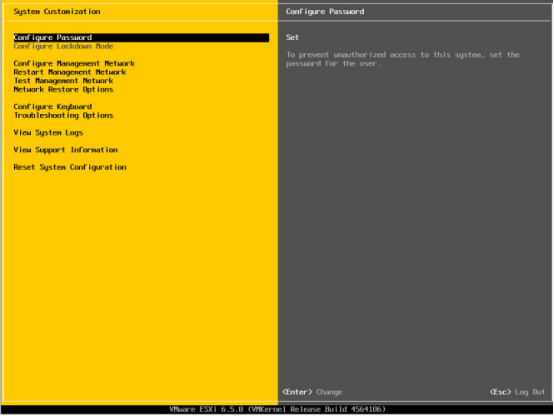 System Customization
Configure Password
Configure Lockdown Mode
Configure Management Network
Restart Management Network
Test Management Network
Network Restore Options
Configure Keyboard
Troubleshooting Options
View System Logs
View Support Information
Reset System Configuration
Configure Password
Set
To prevent unauthorized access to this system, set the
password for the user.
<Enter> Change
<Esc> Log Out
VMware ESXi 6.5.0 (VMKernel Release Build 4564106)